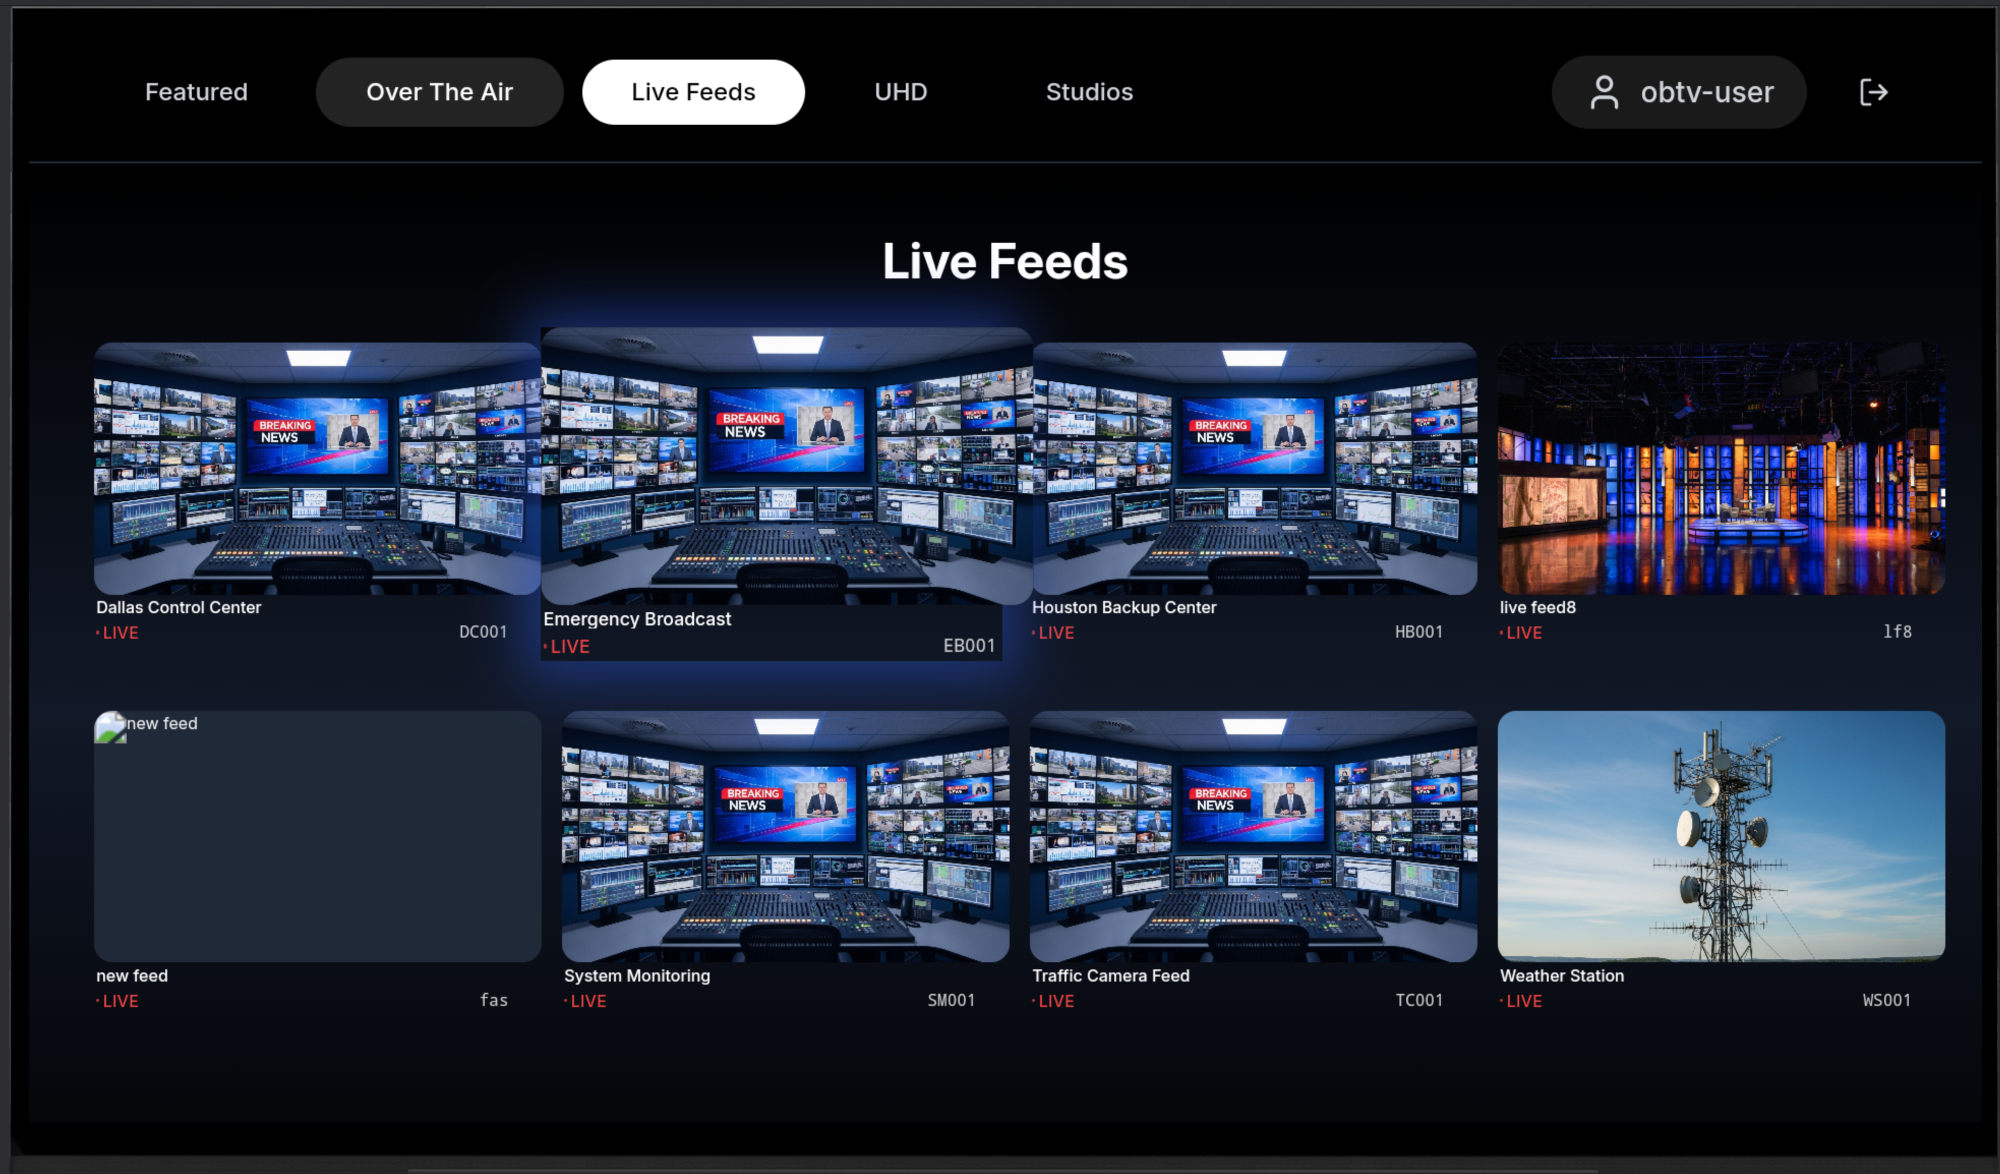 Featured
Over The Air
Live Feeds
UHD
Studios
obtv-user
Live Feeds
BREAKING
NEWS
BREAKING
NEWS
BREAKING
NEWS
Dallas Control Center
LIVE
DC001
Emergency Broadcast
LIVE
EB001
Houston Backup Center
LIVE
HB001
live feed8
LIVE
lf8
new feed
BREAKING
NEWS
BREAKING
NEWS
new feed
LIVE
fas
System Monitoring
LIVE
SM001
Traffic Camera Feed
LIVE
TC001
Weather Station
LIVE
WS001